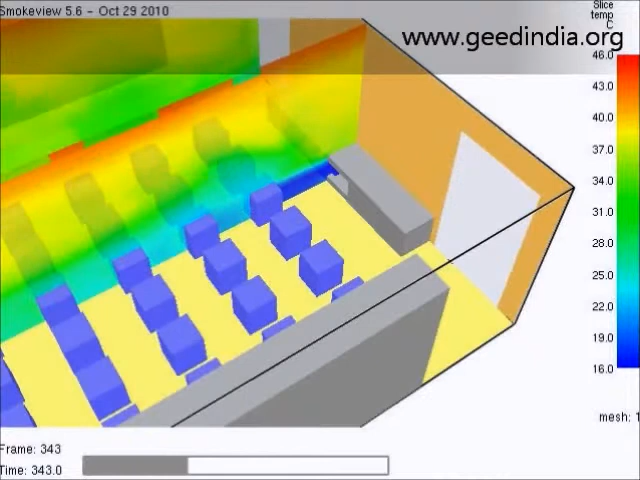 Smokeview 5.6 - Oct 29 2010
Slice
temp
C
www.geedindia.org
46.0
43.0
40.0
37.0
34.0
31.0
28.0
25.0
22.0
19.0
16.0
mesh: 1
Frame: 343
Time: 343.0